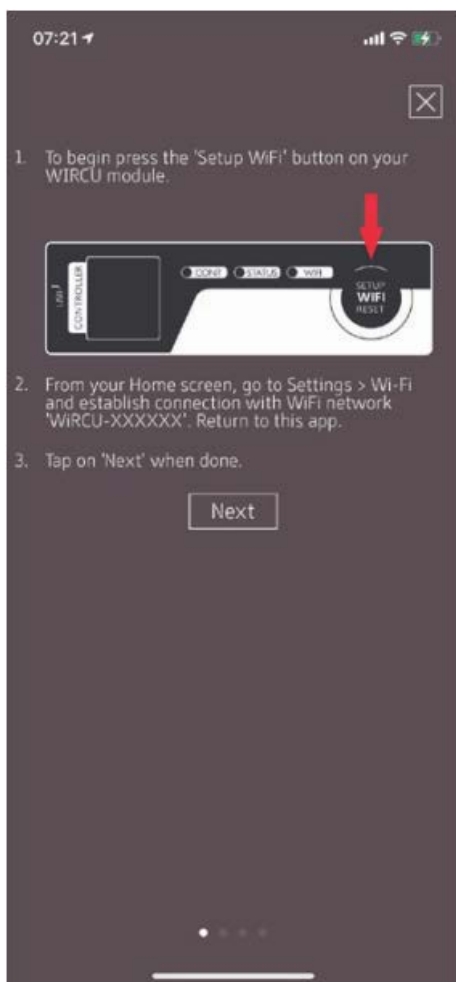 07:21
1. To begin press the 'Setup WiFi' button on your
WIRCU module.
CONTROLLER
CONT STATUS WIFI
SETUP
WIFI
RESET
2. From your Home screen, go to Settings > Wi-Fi
and establish connection with WiFi network
'WiRCU-XXXXXX'. Return to this app.
3. Tap on 'Next' when done.
Next